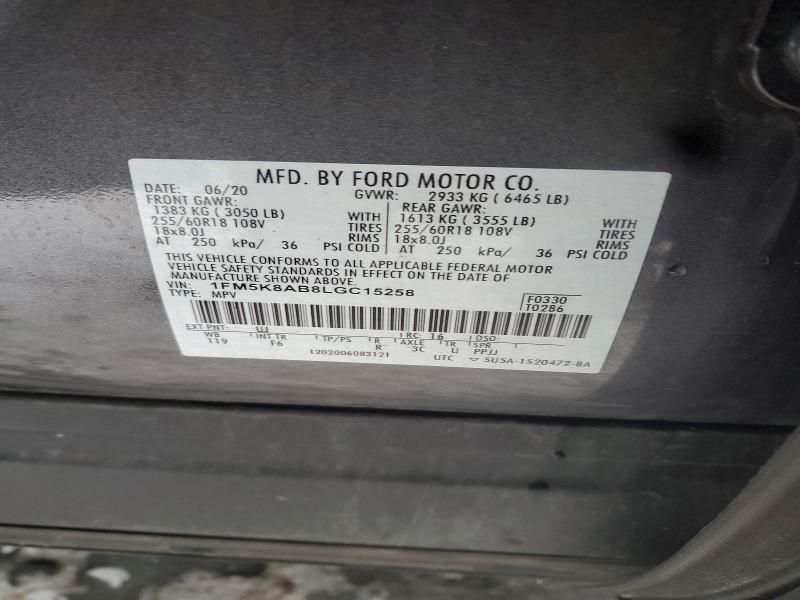 MFD. BY FORD MOTOR CO.
DATE: 06/20 GVWR: 2933 KG ( 6465 LB)
FRONT GAWR: REAR GAWR:
1383 KG ( 3050 LB) WITH 1613 KG ( 3555 LB) WITH
255/60R18 108V TIRES 255/60R18 108V TIRES
18x8.0J RIMS 18x8.0J RIMS
AT 250 kPa/ 36 PSI COLD AT 250 kPa/ 36 PSI COLD
THIS VEHICLE CONFORMS TO ALL APPLICABLE FEDERAL MOTOR
VEHICLE SAFETY STANDARDS IN EFFECT ON THE DATE OF
MANUFACTURE SHOWN ABOVE.
VIN: 1FM5K8AB8LGC15258 F0330
TYPE: MPV T0286
EXT PNT: UJ RC: 16 DSO:
WB INT TR TP/PS R AXLE TR SPR
119 F6 R 3C U PPJJ
1202006083121 UTC 5U5A-1520472-BA